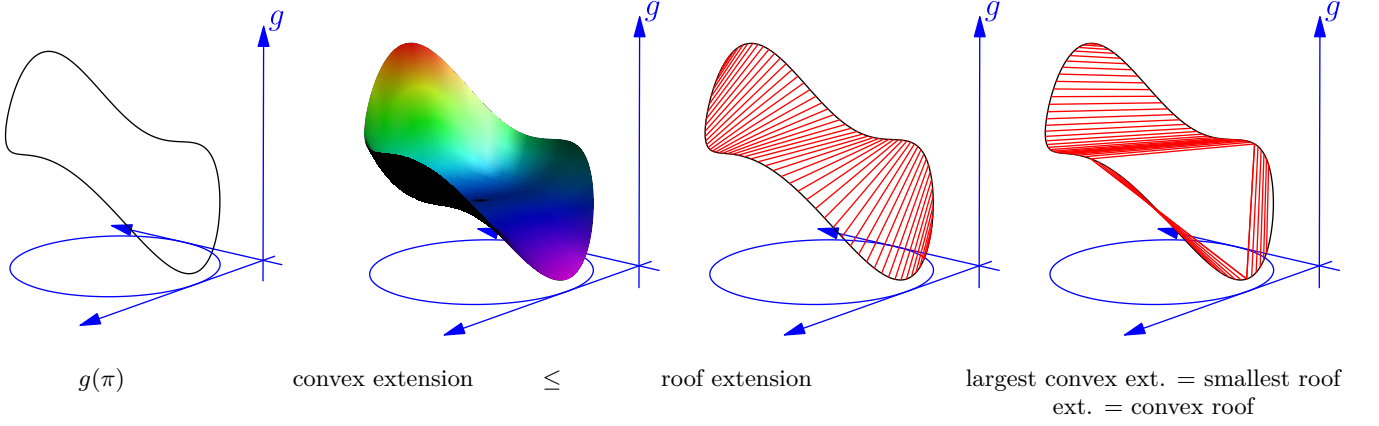 g
g
g
g
g(π)
convex extension
≤
roof extension
largest convex ext. = smallest roof
ext. = convex roof